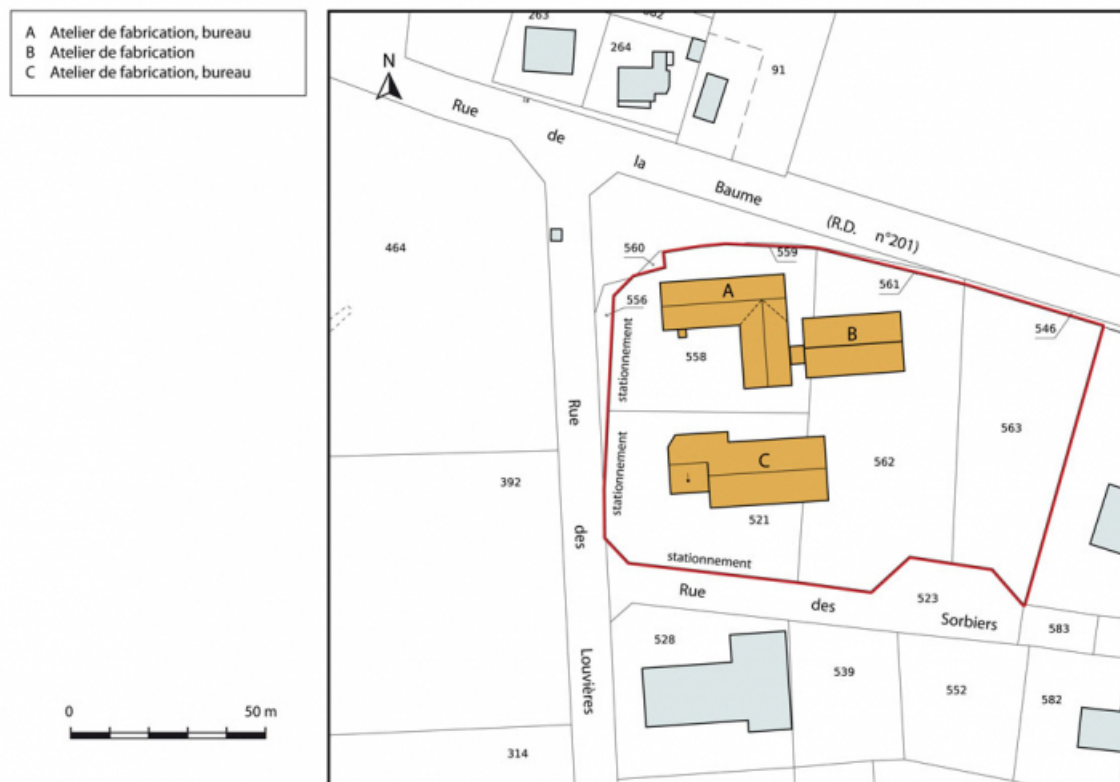 A Atelier de fabrication, bureau
B Atelier de fabrication
C Atelier de fabrication, bureau
N
263
264
91
Rue de la Baume (R.D. n°201)
464
560
559
561
546
556
A
B
558
stationnement
563
Rue des Louvières
stationnement
C
562
392
521
stationnement
Rue des Sorbiers
523
583
528
539
552
582
314
0 50 m